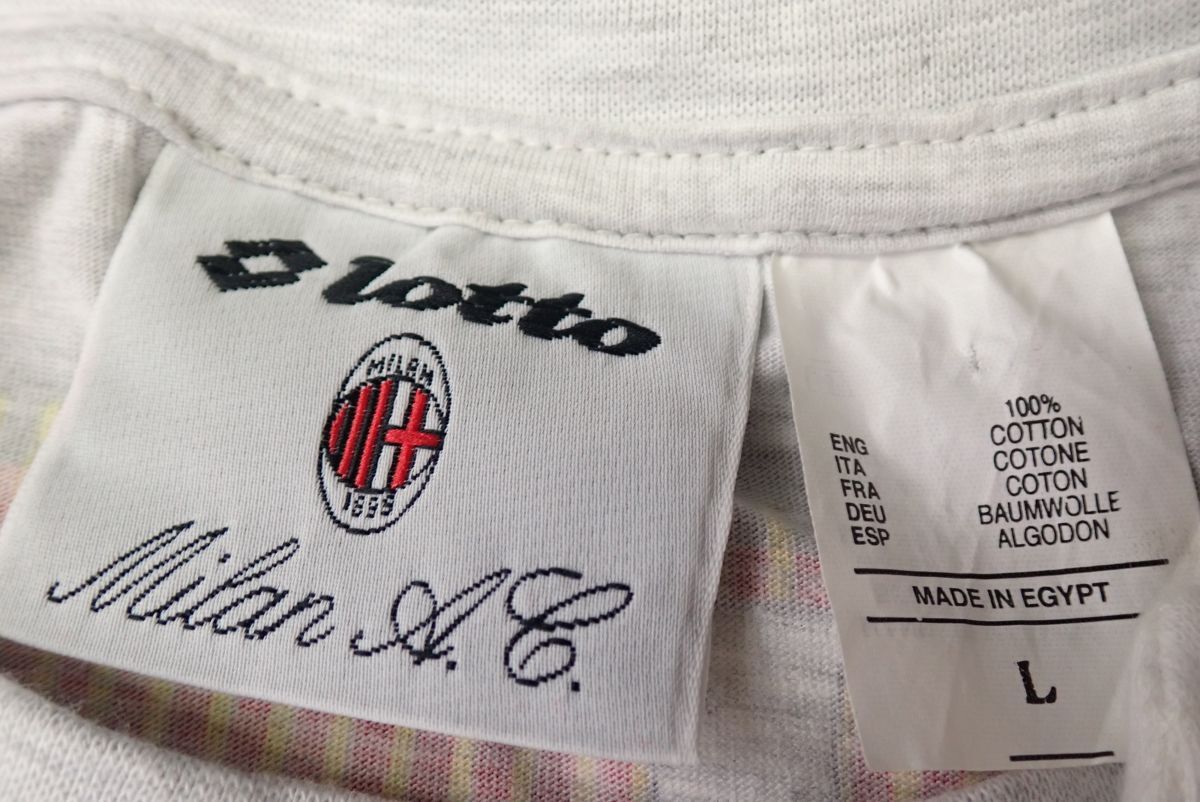 lotto
MILAN
1899
Milan A.C.
100%
ENG COTTON
ITA COTONE
FRA COTON
DEU BAUMWOLLE
ESP ALGODON
MADE IN EGYPT
L